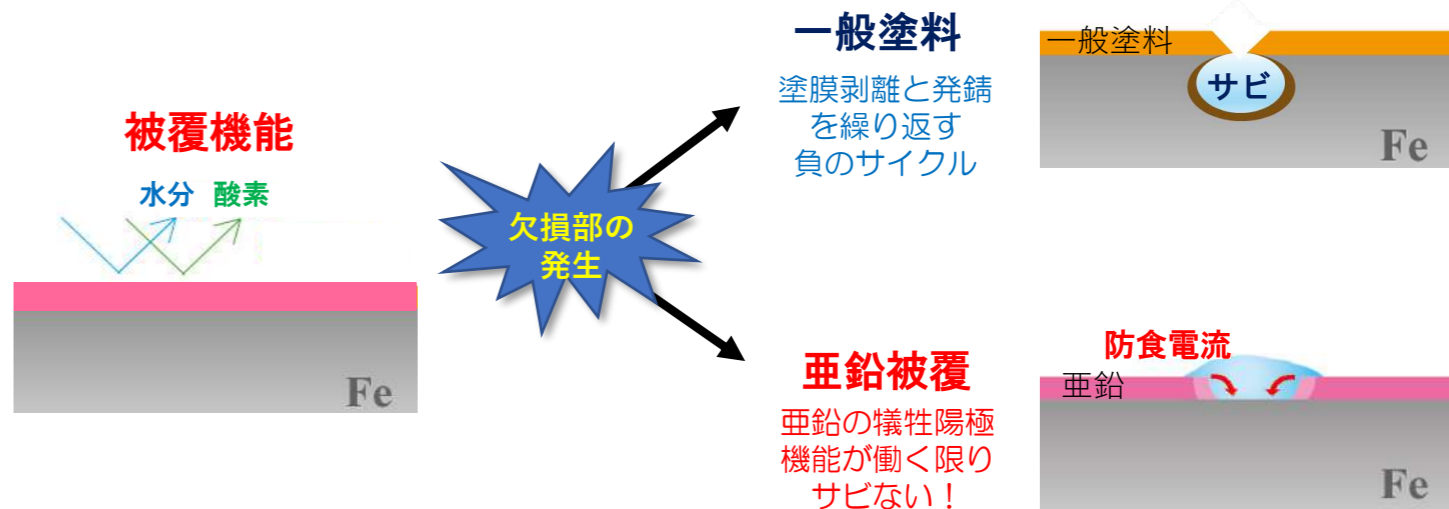 被覆機能
水分 酸素
Fe
欠損部の
発生
一般塗料
塗膜剥離と発錆
を繰り返す
負のサイクル
一般塗料
サビ
Fe
亜鉛被覆
亜鉛の犠牲陽極
機能が働く限り
サビない！
防食電流
亜鉛
Fe